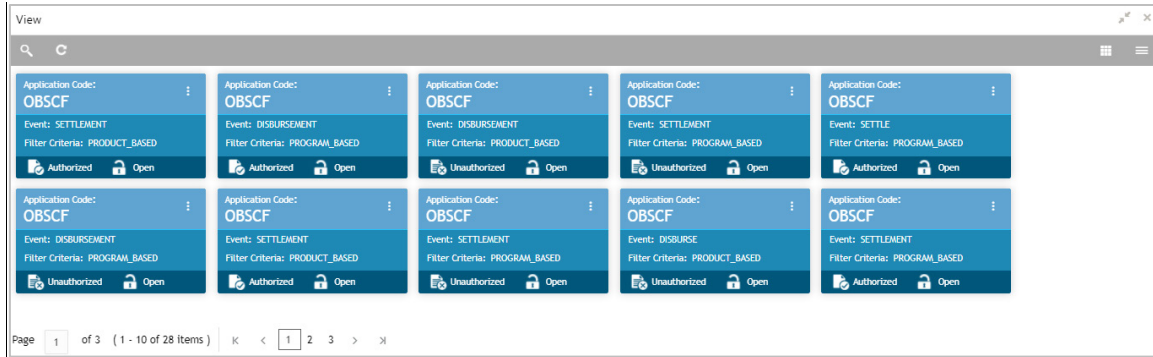 View
Application Code: Application Code: Application Code: Application Code: Application Code:
OBSCF OBSCF OBSCF OBSCF OBSCF
Event: SETTLEMENT Event: DISBURSEMENT Event: DISBURSEMENT Event: SETTLEMENT Event: SETTLE
Filter Criteria: PRODUCT_BASED Filter Criteria: PROGRAM_BASED Filter Criteria: PRODUCT_BASED Filter Criteria: PROGRAM_BASED Filter Criteria: PROGRAM_BASED
Authorized Open Authorized Open Unauthorized Open Unauthorized Open Authorized Open
Application Code: Application Code: Application Code: Application Code: Application Code:
OBSCF OBSCF OBSCF OBSCF OBSCF
Event: DISBURSEMENT Event: SETTLEMENT Event: SETTLEMENT Event: DISBURSE Event: SETTLEMENT
Filter Criteria: PROGRAM_BASED Filter Criteria: PRODUCT_BASED Filter Criteria: PROGRAM_BASED Filter Criteria: PRODUCT_BASED Filter Criteria: PROGRAM_BASED
Unauthorized Open Authorized Open Unauthorized Open Unauthorized Open Authorized Open
Page 1 of 3 ( 1 - 10 of 28 items ) 1 2 3